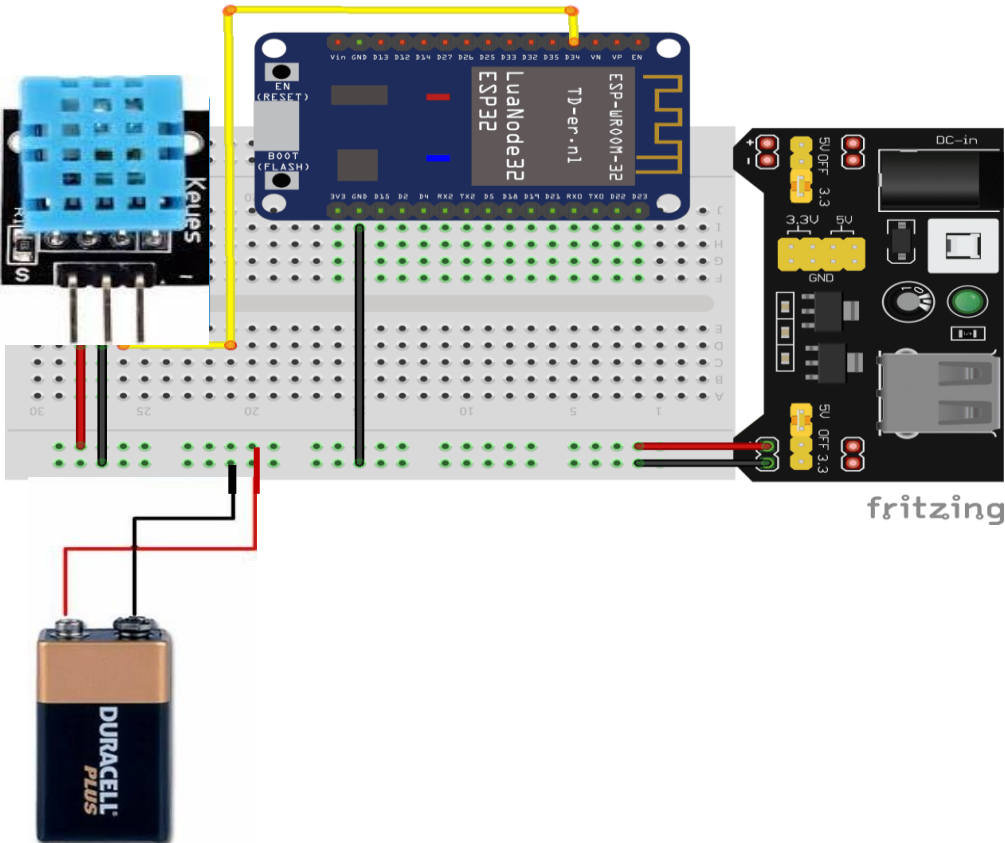 Vin GND D13 D12 D14 D27 D26 D25 D33 D32 D35 D34 VN VP EN
EN
(RESET)
BOOT
(FLASH)
ESP32
LuaNode32
TD-er.nl
ESP-WROOM-32
3V3 GND D15 D2 D4 RX2 TX2 D5 D18 D19 D21 RX0 TX0 D22 D23
Keyes
R1
S
-
J
I
H
G
F
E
D
C
B
A
30
25
20
10
5
1
+
-
5V
OFF
3.3
DC-in
3.3V
5V
GND
5V
OFF
3.3
fritzing
DURACELL
PLUS